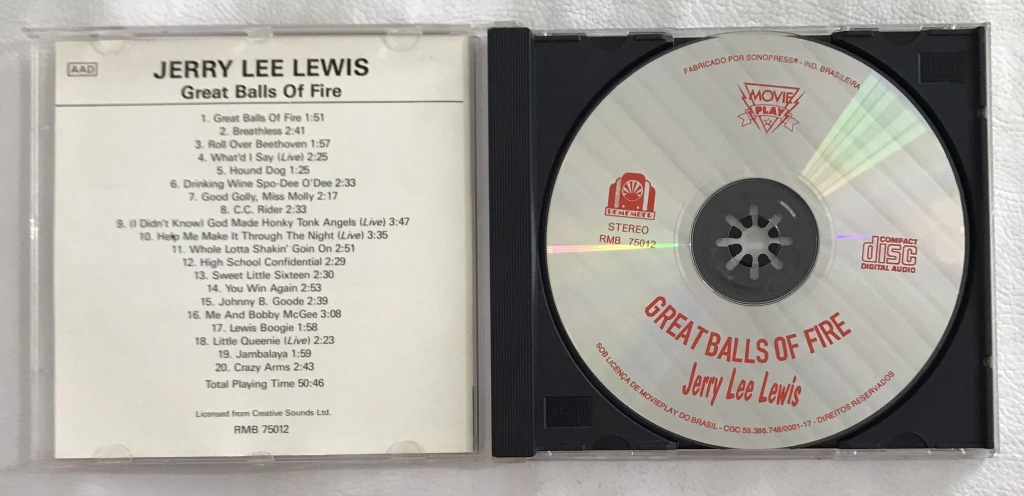 AAD
JERRY LEE LEWIS
Great Balls Of Fire
1. Great Balls Of Fire 1:51
2. Breathless 2:41
3. Roll Over Beethoven 1:57
4. What'd I Say (Live) 2:25
5. Hound Dog 1:25
6. Drinking Wine Spo-Dee O'Dee 2:33
7. Good Golly, Miss Molly 2:17
8. C.C. Rider 2:33
9. (I Didn't Know) God Made Honky Tonk Angels (Live) 3:47
10. Help Me Make It Through The Night (Live) 3:35
11. Whole Lotta Shakin' Goin On 2:51
12. High School Confidential 2:29
13. Sweet Little Sixteen 2:30
14. You Win Again 2:53
15. Johnny B. Goode 2:39
16. Me And Bobby McGee 3:08
17. Lewis Boogie 1:58
18. Little Queenie (Live) 2:23
19. Jambalaya 1:59
20. Crazy Arms 2:43
Total Playing Time 50:46
Licensed from Creative Sounds Ltd.
RMB 75012
FABRICADO POR SONOPRESS® - IND. BRASILEIRA
MOVIE
PLAY
REMEMBER
STEREO
RMB 75012
COMPACT
disc
DIGITAL AUDIO
GREAT BALLS OF FIRE
Jerry Lee Lewis
SOB LICENÇA DE MOVIEPLAY DO BRASIL - CGC 59.386.748/0001-17 - DIREITOS RESERVADOS